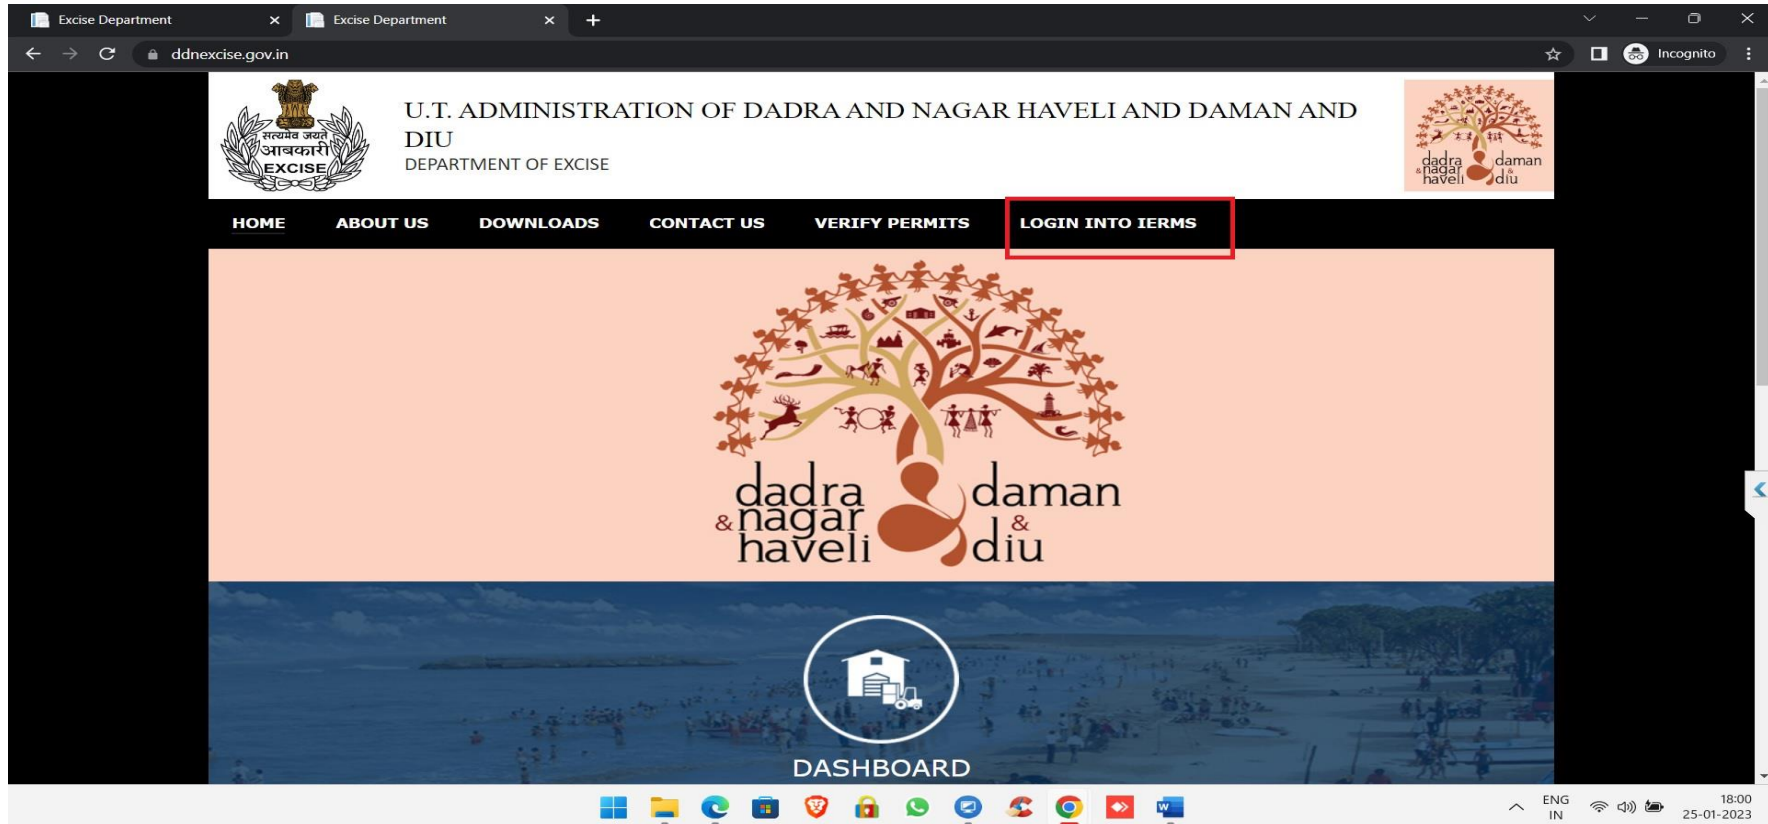 Excise Department
Excise Department
ddnexcise.gov.in
Incognito
सत्यमेव जयते
आबकारी
EXCISE
U.T. ADMINISTRATION OF DADRA AND NAGAR HAVELI AND DAMAN AND
DIU
DEPARTMENT OF EXCISE
dadra daman
& nagar &
haveli diu
HOME ABOUT US DOWNLOADS CONTACT US VERIFY PERMITS LOGIN INTO IERMS
dadra daman
& nagar &
haveli diu
DASHBOARD
ENG
IN
18:00
25-01-2023